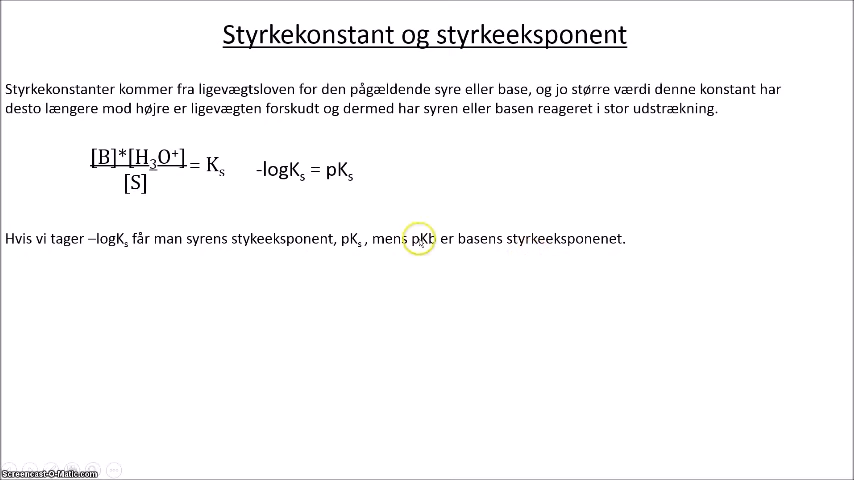 Styrkekonstant og styrkeeksponent
Styrkekonstanter kommer fra ligevægtsloven for den pågældende syre eller base, og jo større værdi denne konstant har
desto længere mod højre er ligevægten forskudt og dermed har syren eller basen reageret i stor udstrækning.
[B]*[H₃O⁺] = Kₛ -logKₛ = pKₛ
[S]
Hvis vi tager –logKₛ får man syrens stykeeksponent, pKₛ , mens pKb er basens styrkeeksponenet.
Screencast-O-Matic.com